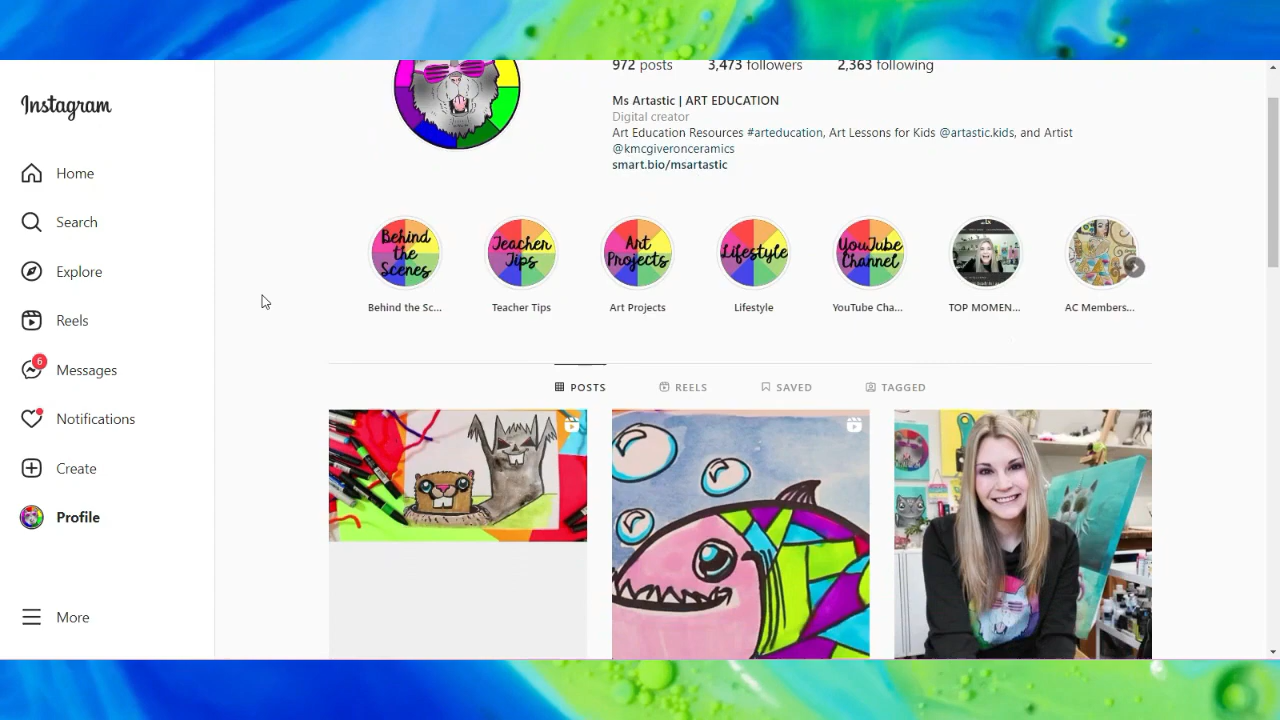 972 posts 3,473 followers 2,363 following
Instagram
Ms Artastic | ART EDUCATION
Digital creator
Art Education Resources #arteducation, Art Lessons for Kids @artastic.kids, and Artist
@kmcgiveronceramics
smart.bio/msartastic
Home
Search
Explore
Reels
6
Messages
Notifications
Create
Profile
More
Behind
the
Scenes
Teacher
Tips
Art
Projects
Lifestyle
YouTube
Channel
Behind the Sc... Teacher Tips Art Projects Lifestyle YouTube Cha... TOP MOMEN... AC Members...
POSTS REELS SAVED TAGGED